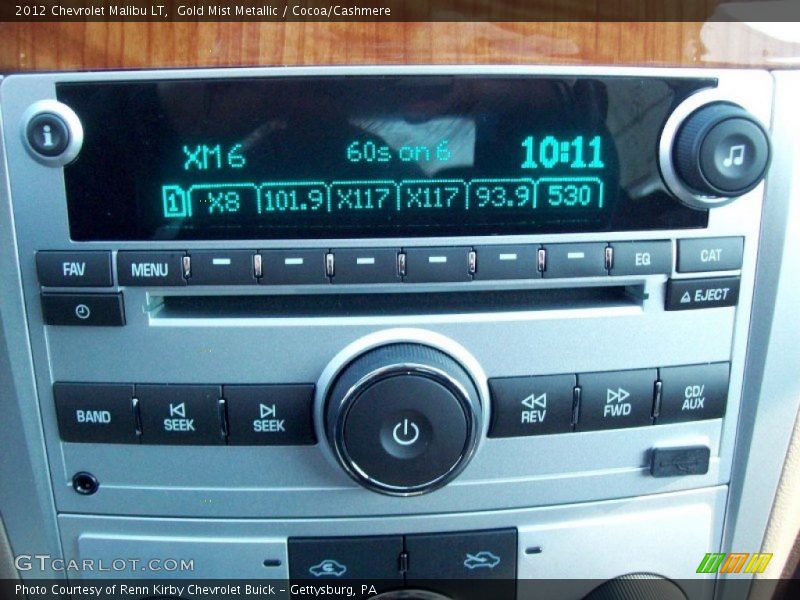 2012 Chevrolet Malibu LT, Gold Mist Metallic / Cocoa/Cashmere
XM 6 60s on 6 10:11
1 X8 101.9 X117 X117 93.9 530
FAV MENU EQ CAT
EJECT
BAND SEEK SEEK REV FWD CD/
AUX
GTCARLOT.COM
Photo Courtesy of Renn Kirby Chevrolet Buick – Gettysburg, PA